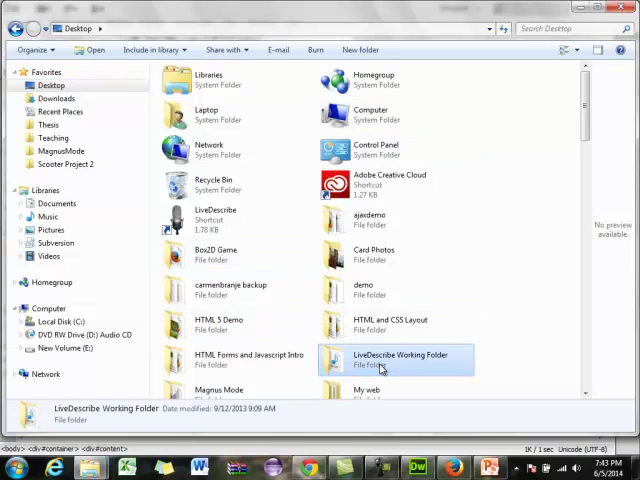 Desktop
Search Desktop
Organize
Open
Include in library
Share with
E-mail
Burn
New folder
Favorites
Desktop
Downloads
Recent Places
Thesis
Teaching
MagnusMode
Scooter Project 2
Libraries
Documents
Music
Pictures
Subversion
Videos
Homegroup
Computer
Local Disk (C:)
DVD RW Drive (D:) Audio CD
New Volume (E:)
Network
Libraries
System Folder
Homegroup
System Folder
Laptop
System Folder
Computer
System Folder
Network
System Folder
Control Panel
System Folder
Recycle Bin
System Folder
Adobe Creative Cloud
Shortcut
1.27 KB
LiveDescribe
Shortcut
1.78 KB
ajaxdemo
File folder
Box2D Game
File folder
Card Photos
File folder
carmenbranje backup
File folder
demo
File folder
HTML 5 Demo
File folder
HTML and CSS Layout
File folder
HTML Forms and Javascript Intro
File folder
LiveDescribe Working Folder
File folder
Magnus Mode
My web
No preview
available.
LiveDescribe Working Folder Date modified: 9/12/2013 9:09 AM
File folder
<body> <div#container> <div#content>
1K / 1 sec Unicode (UTF-8)
7:43 PM
6/5/2014